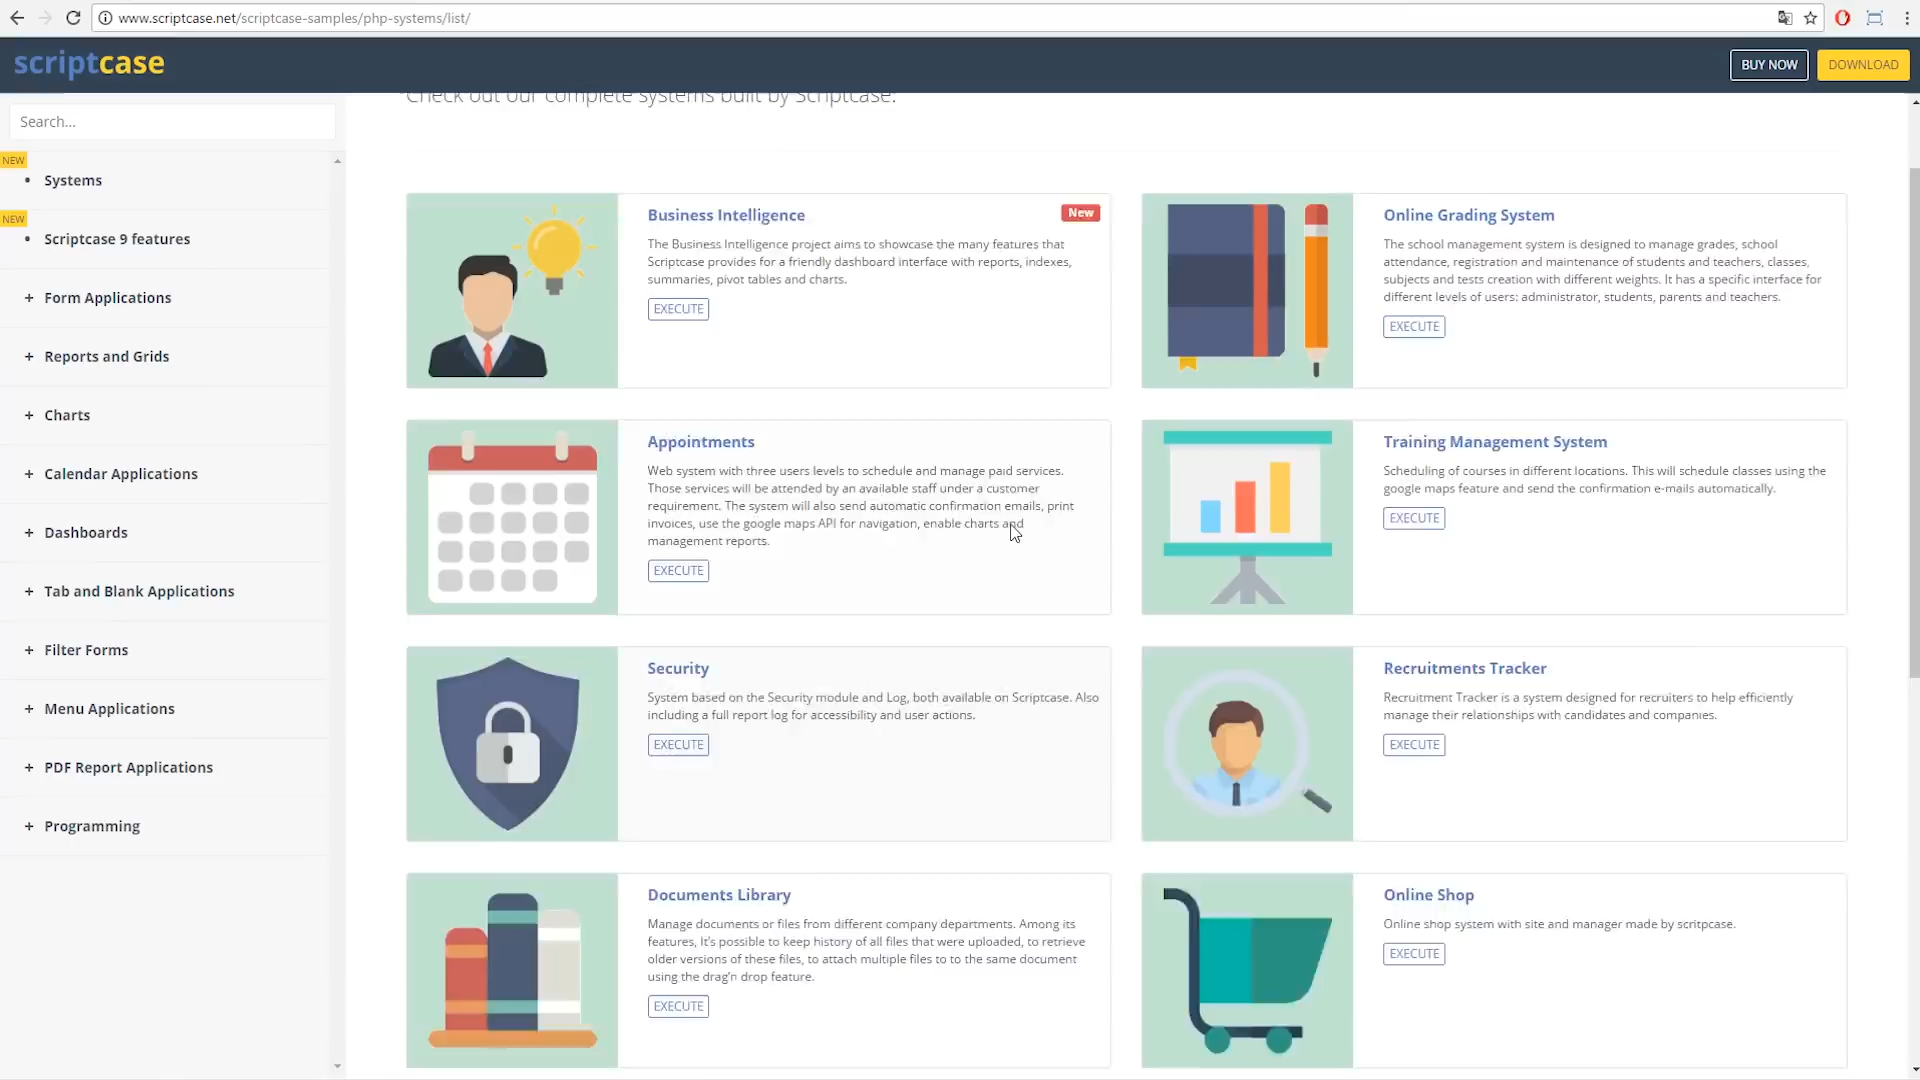 www.scriptcase.net/scriptcase-samples/php-systems/list/
scriptcase
BUY NOW
DOWNLOAD
Check out our complete systems built by Scriptcase.
Search...
NEW
Systems
NEW
Scriptcase 9 features
+ Form Applications
+ Reports and Grids
+ Charts
+ Calendar Applications
+ Dashboards
+ Tab and Blank Applications
+ Filter Forms
+ Menu Applications
+ PDF Report Applications
+ Programming
Business Intelligence
New
The Business Intelligence project aims to showcase the many features that
Scriptcase provides for a friendly dashboard interface with reports, indexes,
summaries, pivot tables and charts.
EXECUTE
Online Grading System
The school management system is designed to manage grades, school
attendance, registration and maintenance of students and teachers, classes,
subjects and tests creation with different weights. It has a specific interface for
different levels of users: administrator, students, parents and teachers.
EXECUTE
Appointments
Web system with three users levels to schedule and manage paid services.
Those services will be attended by an available staff under a customer
requirement. The system will also send automatic confirmation emails, print
invoices, use the google maps API for navigation, enable charts and
management reports.
EXECUTE
Training Management System
Scheduling of courses in different locations. This will schedule classes using the
google maps feature and send the confirmation e-mails automatically.
EXECUTE
Security
System based on the Security module and Log, both available on Scriptcase. Also
including a full report log for accessibility and user actions.
EXECUTE
Recruitments Tracker
Recruitment Tracker is a system designed for recruiters to help efficiently
manage their relationships with candidates and companies.
EXECUTE
Documents Library
Manage documents or files from different company departments. Among its
features, It's possible to keep history of all files that were uploaded, to retrieve
older versions of these files, to attach multiple files to to the same document
using the drag'n drop feature.
EXECUTE
Online Shop
Online shop system with site and manager made by scritpcase.
EXECUTE